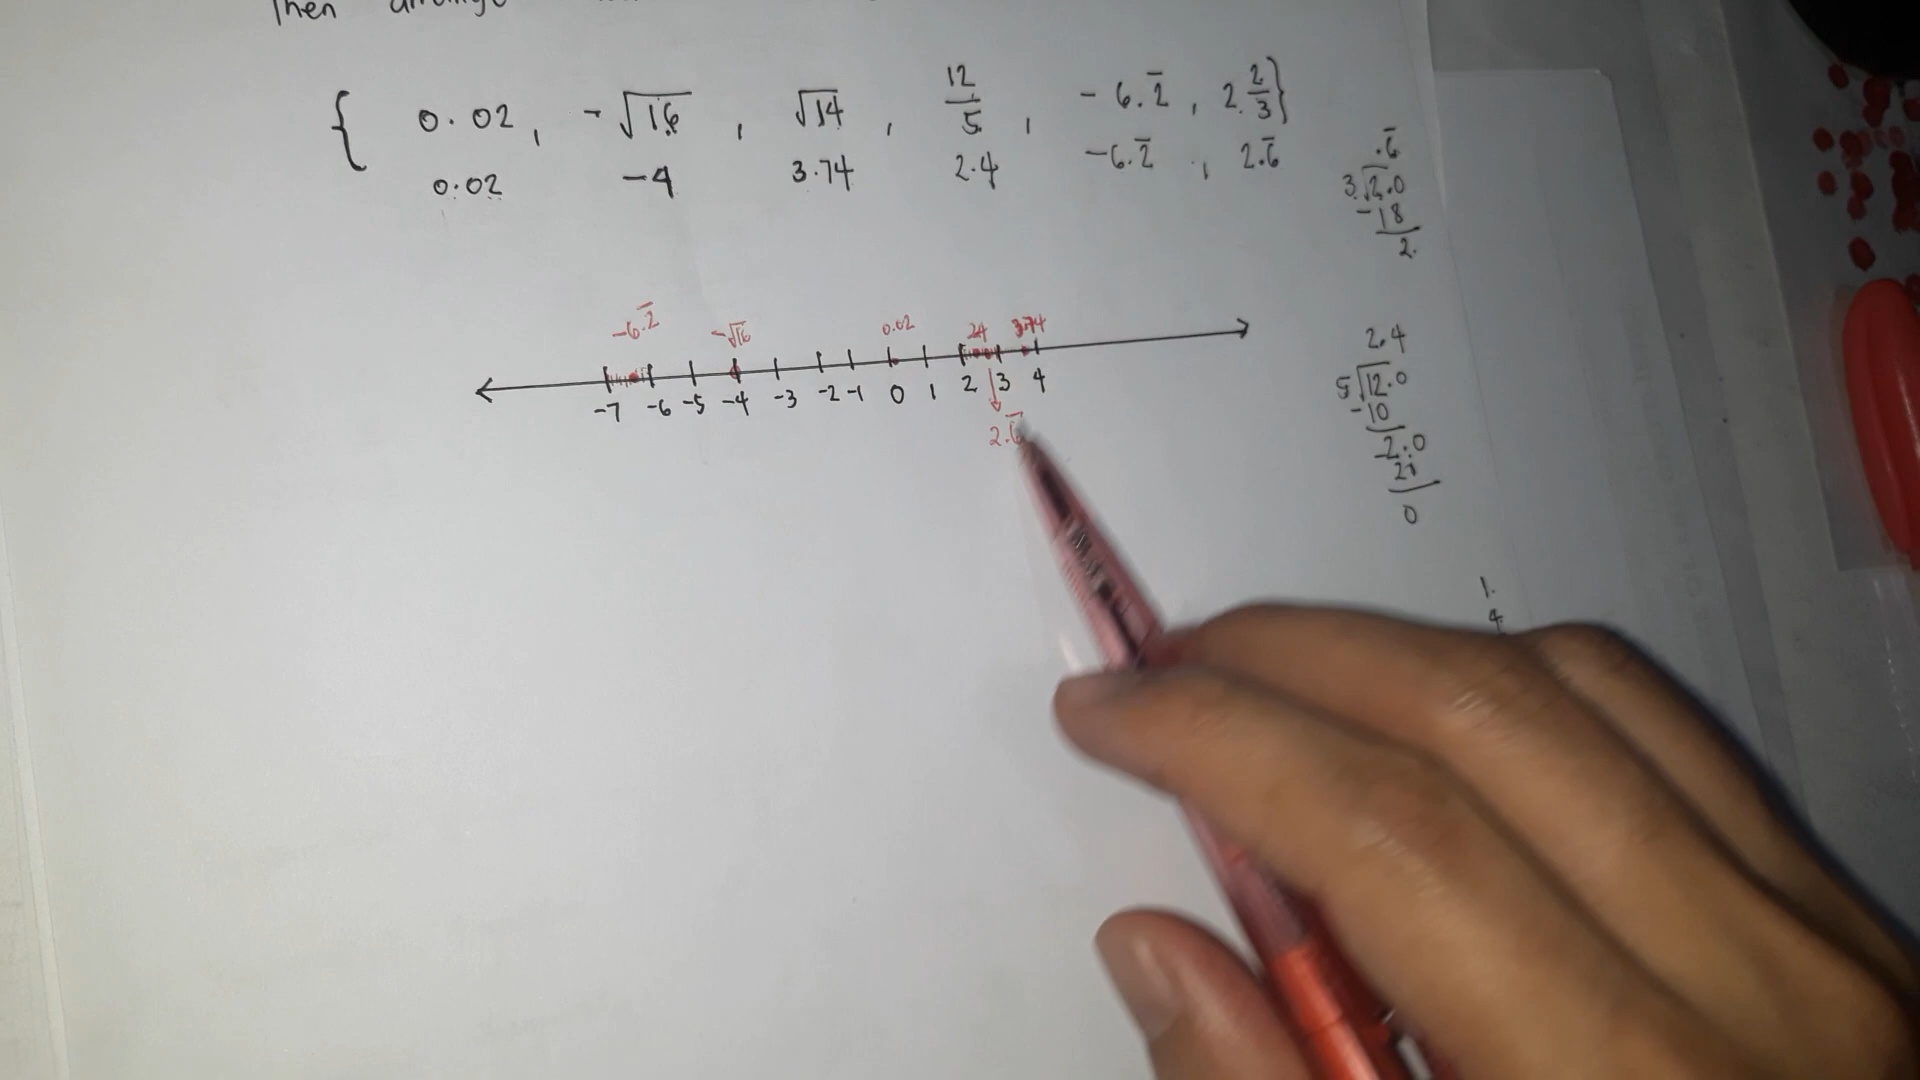 Then
{ 0.02, -√16, √14, 12/5, -6.2̅, 2 2/3}
0.02 -4 3.74 2.4 -6.2̅, 2.6̅
.6̅
3√2.0
-18
2
-6.2̅ -√16 0.02 2.4 3.74
-7 -6 -5 -4 -3 -2 -1 0 1 2 3 4
2.6̅
2.4
5√12.0
-10
2.0
0
1.
4